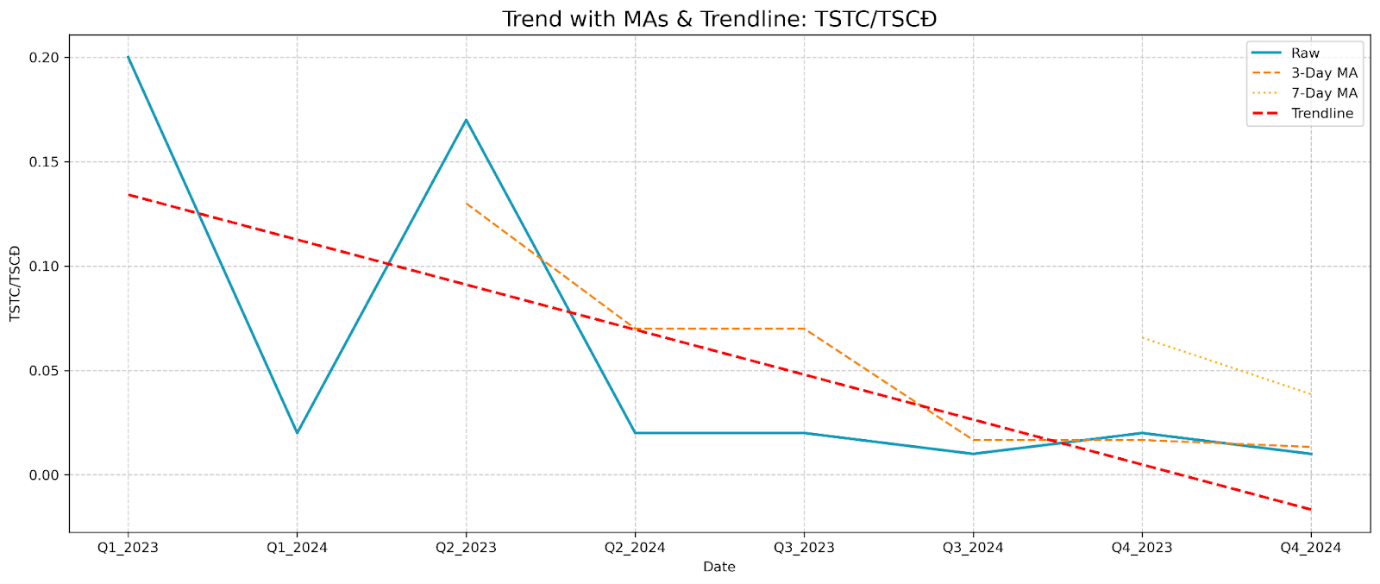 Trend with MAs & Trendline: TSTC/TSCĐ
Raw
3-Day MA
7-Day MA
Trendline
TSTC/TSCĐ
0.20
0.15
0.10
0.05
0.00
Q1_2023
Q1_2024
Q2_2023
Q2_2024
Q3_2023
Q3_2024
Q4_2023
Q4_2024
Date